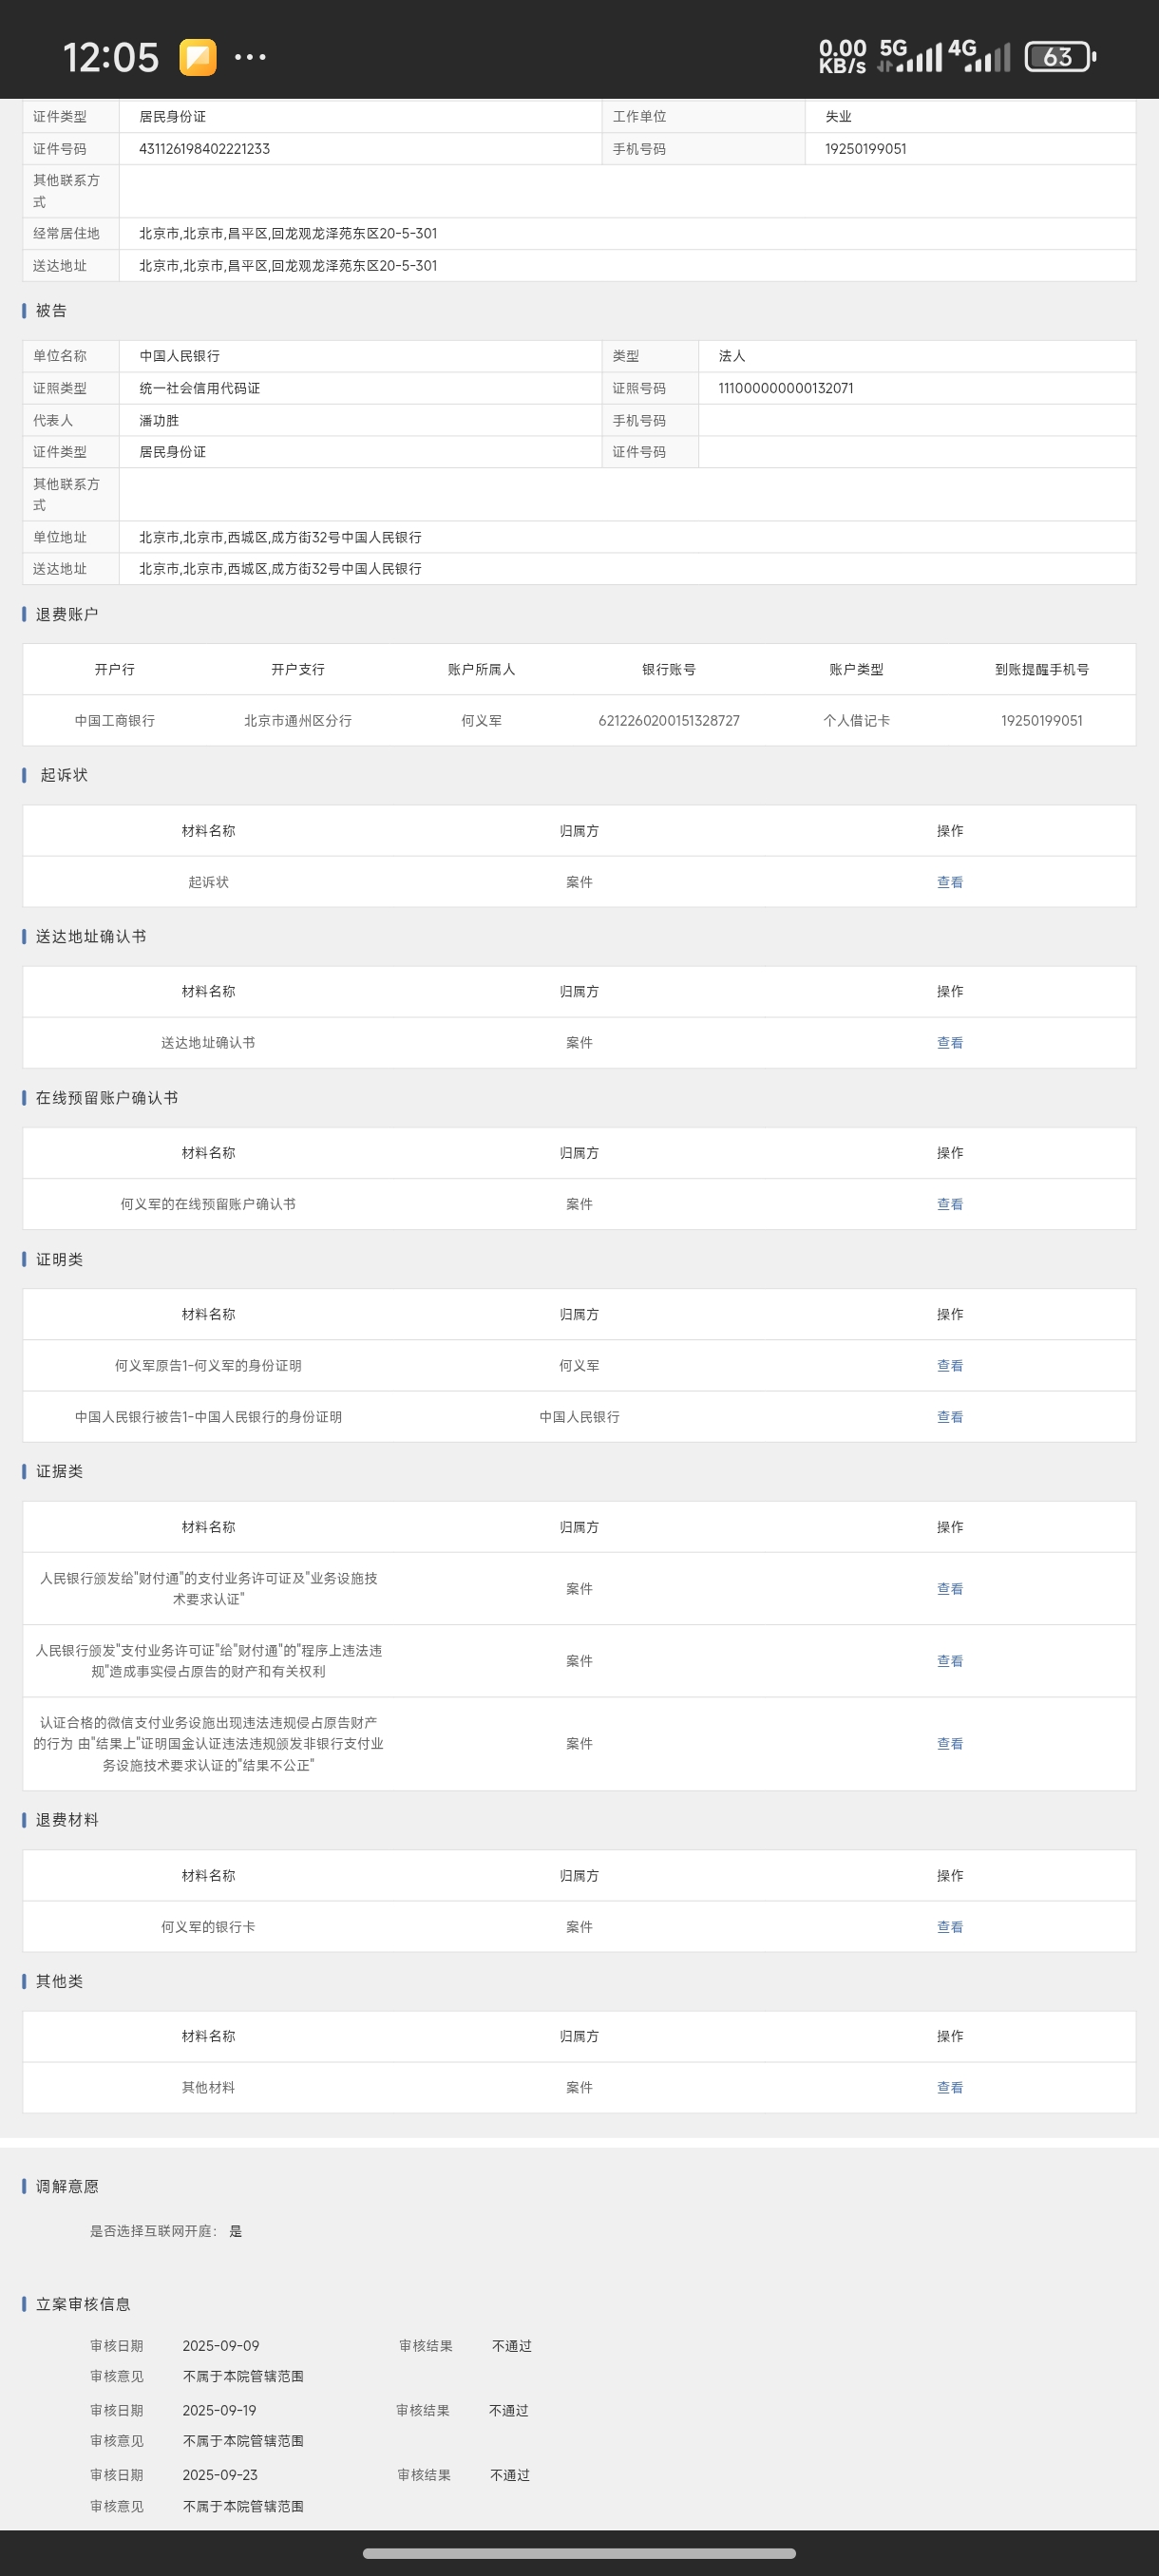 12:05 ··· 0.00 KB/s 5G 4G 63
证件类型 居民身份证 工作单位 失业
证件号码 431126198402221233 手机号码 19250199051
其他联系方
式
经常居住地 北京市,北京市,昌平区,回龙观龙泽苑东区20-5-301
送达地址 北京市,北京市,昌平区,回龙观龙泽苑东区20-5-301
被告
单位名称 中国人民银行 类型 法人
证照类型 统一社会信用代码证 证照号码 111000000000132071
代表人 潘功胜 手机号码
证件类型 居民身份证 证件号码
其他联系方
式
单位地址 北京市,北京市,西城区,成方街32号中国人民银行
送达地址 北京市,北京市,西城区,成方街32号中国人民银行
退费账户
开户行 开户支行 账户所属人 银行账号 账户类型 到账提醒手机号
中国工商银行 北京市通州区分行 何义军 6212260200151328727 个人借记卡 19250199051
起诉状
材料名称 归属方 操作
起诉状 案件 查看
送达地址确认书
材料名称 归属方 操作
送达地址确认书 案件 查看
在线预留账户确认书
材料名称 归属方 操作
何义军的在线预留账户确认书 案件 查看
证明类
材料名称 归属方 操作
何义军原告1-何义军的身份证明 何义军 查看
中国人民银行被告1-中国人民银行的身份证明 中国人民银行 查看
证据类
材料名称 归属方 操作
人民银行颁发给"财付通"的支付业务许可证及"业务设施技
术要求认证" 案件 查看
人民银行颁发"支付业务许可证"给"财付通"的"程序上违法违
规"造成事实侵占原告的财产和有关权利 案件 查看
认证合格的微信支付业务设施出现违法违规侵占原告财产
的行为 由"结果上"证明国金认证违法违规颁发非银行支付业 案件 查看
务设施技术要求认证的"结果不公正"
退费材料
材料名称 归属方 操作
何义军的银行卡 案件 查看
其他类
材料名称 归属方 操作
其他材料 案件 查看
调解意愿
是否选择互联网开庭： 是
立案审核信息
审核日期 2025-09-09 审核结果 不通过
审核意见 不属于本院管辖范围
审核日期 2025-09-19 审核结果 不通过
审核意见 不属于本院管辖范围
审核日期 2025-09-23 审核结果 不通过
审核意见 不属于本院管辖范围